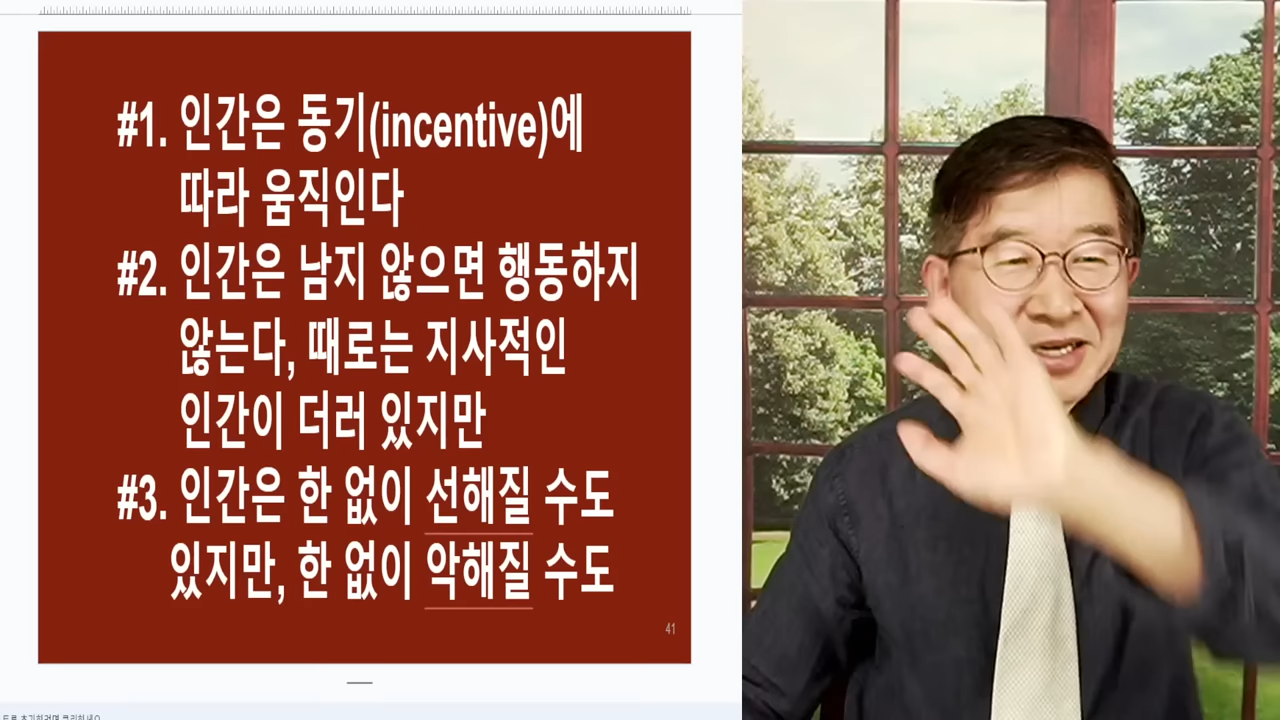 #1. 인간은 동기(incentive)에
따라 움직인다
#2. 인간은 남지 않으면 행동하지
않는다, 때로는 지사적인
인간이 더러 있지만
#3. 인간은 한 없이 선해질 수도
있지만, 한 없이 악해질 수도
41